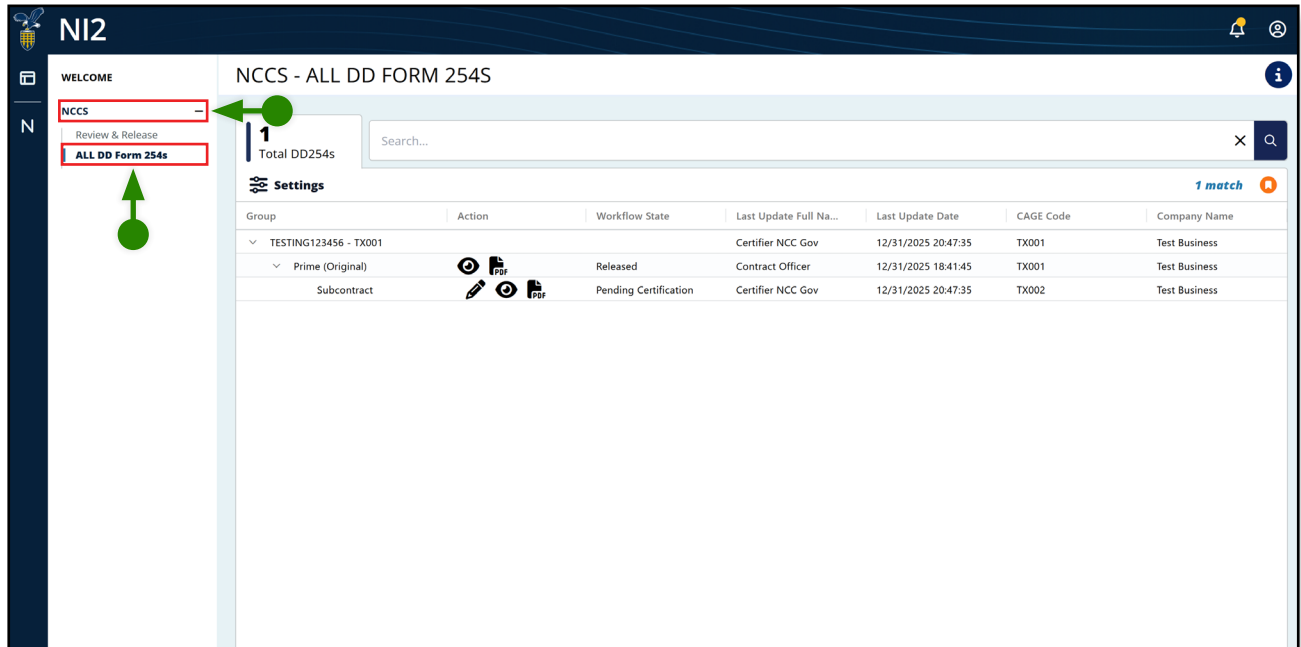 NI2
WELCOME
NCCS
Review & Release
ALL DD Form 254s
N
NCCS - ALL DD FORM 254S
i
1
Total DD254s
Search...
Settings
1 match
Group Action Workflow State Last Update Full Na... Last Update Date CAGE Code Company Name
TESTING123456 - TX001 Certifier NCC Gov 12/31/2025 20:47:35 TX001 Test Business
Prime (Original) PDF Released Contract Officer 12/31/2025 18:41:45 TX001 Test Business
Subcontract PDF Pending Certification Certifier NCC Gov 12/31/2025 20:47:35 TX002 Test Business